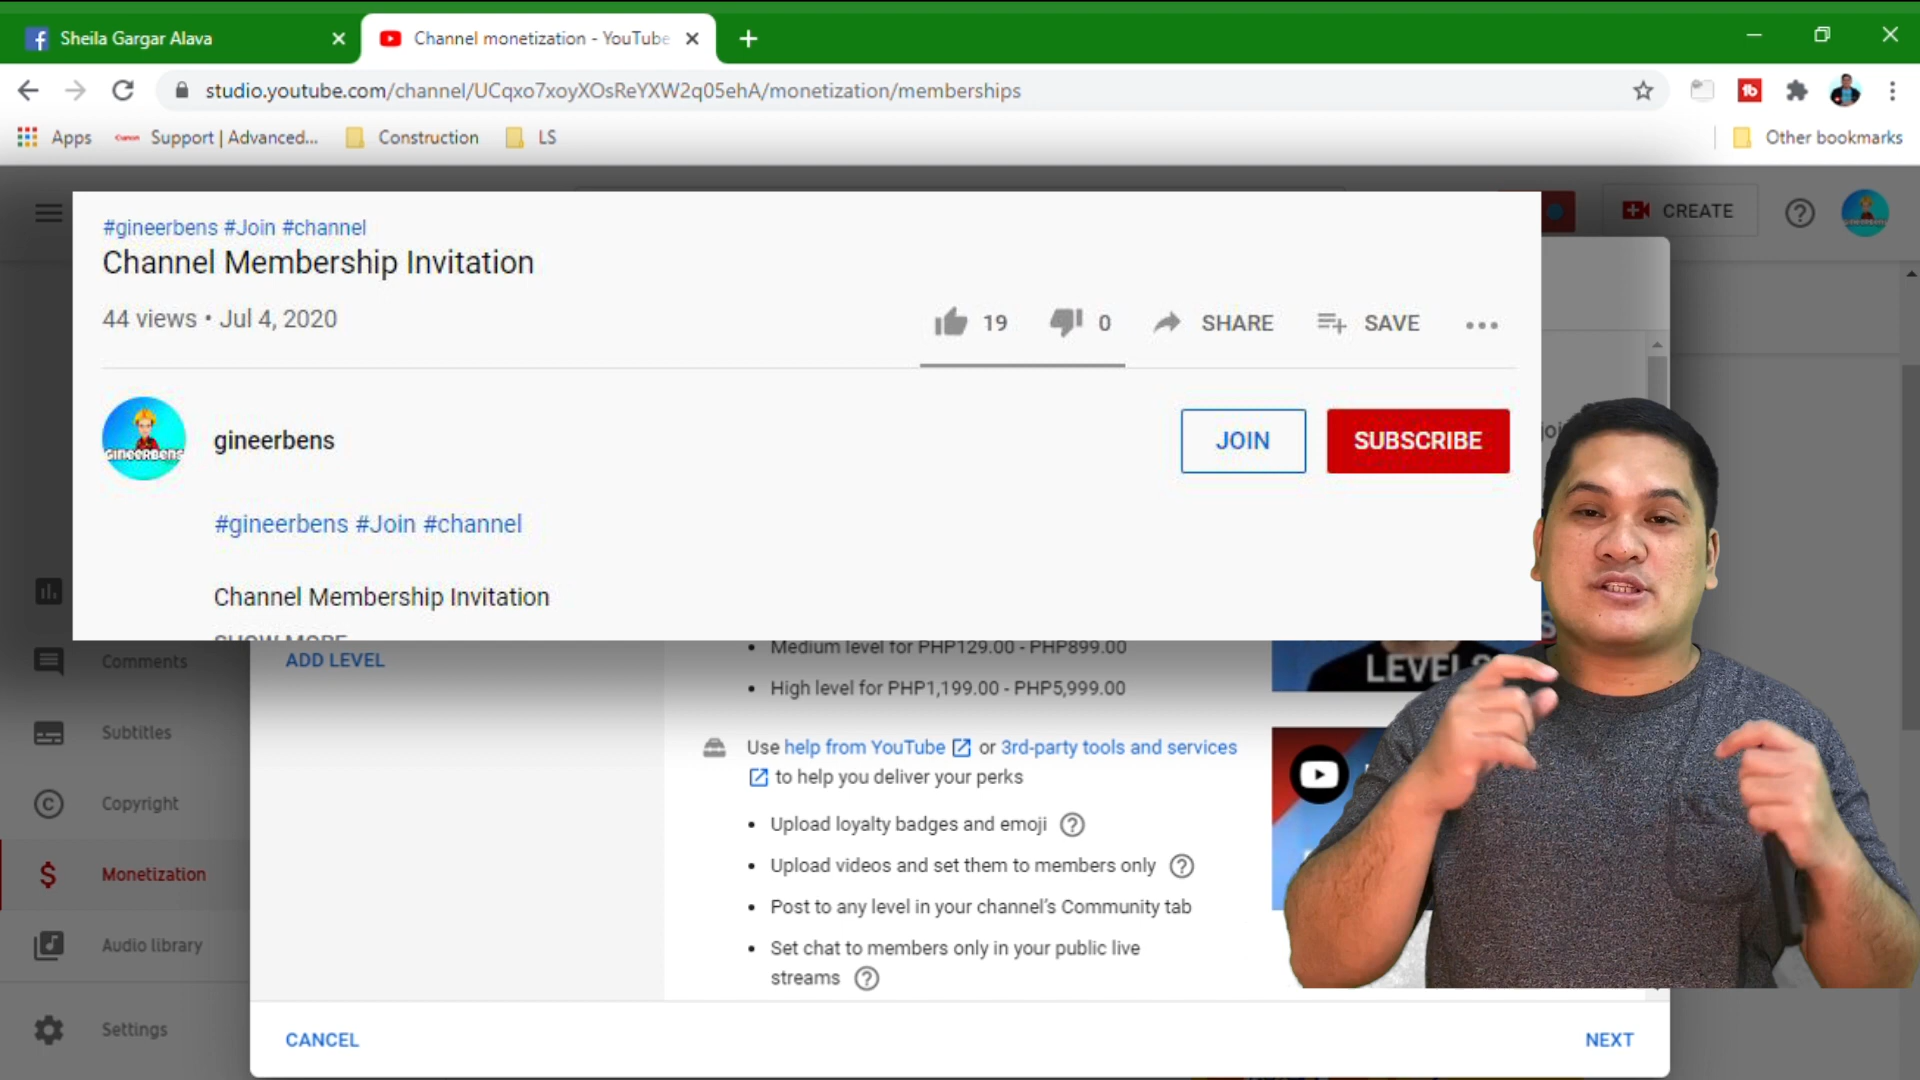 Sheila Gargar Alava
Channel monetization - YouTube
studio.youtube.com/channel/UCqxo7xoyXOsReYXW2q05ehA/monetization/memberships
Apps
Canon
Support | Advanced...
Construction
LS
Other bookmarks
CREATE
#gineerbens #Join #channel
Channel Membership Invitation
44 views • Jul 4, 2020
19
0
SHARE
SAVE
GINEERBENS
gineerbens
JOIN
SUBSCRIBE
#gineerbens #Join #channel
Channel Membership Invitation
SHOW MORE
Comments
Subtitles
Copyright
Monetization
Audio library
Settings
ADD LEVEL
• Medium level for PHP129.00 - PHP899.00
• High level for PHP1,199.00 - PHP5,999.00
Use help from YouTube or 3rd-party tools and services
to help you deliver your perks
• Upload loyalty badges and emoji
• Upload videos and set them to members only
• Post to any level in your channel's Community tab
• Set chat to members only in your public live
streams
CANCEL
NEXT